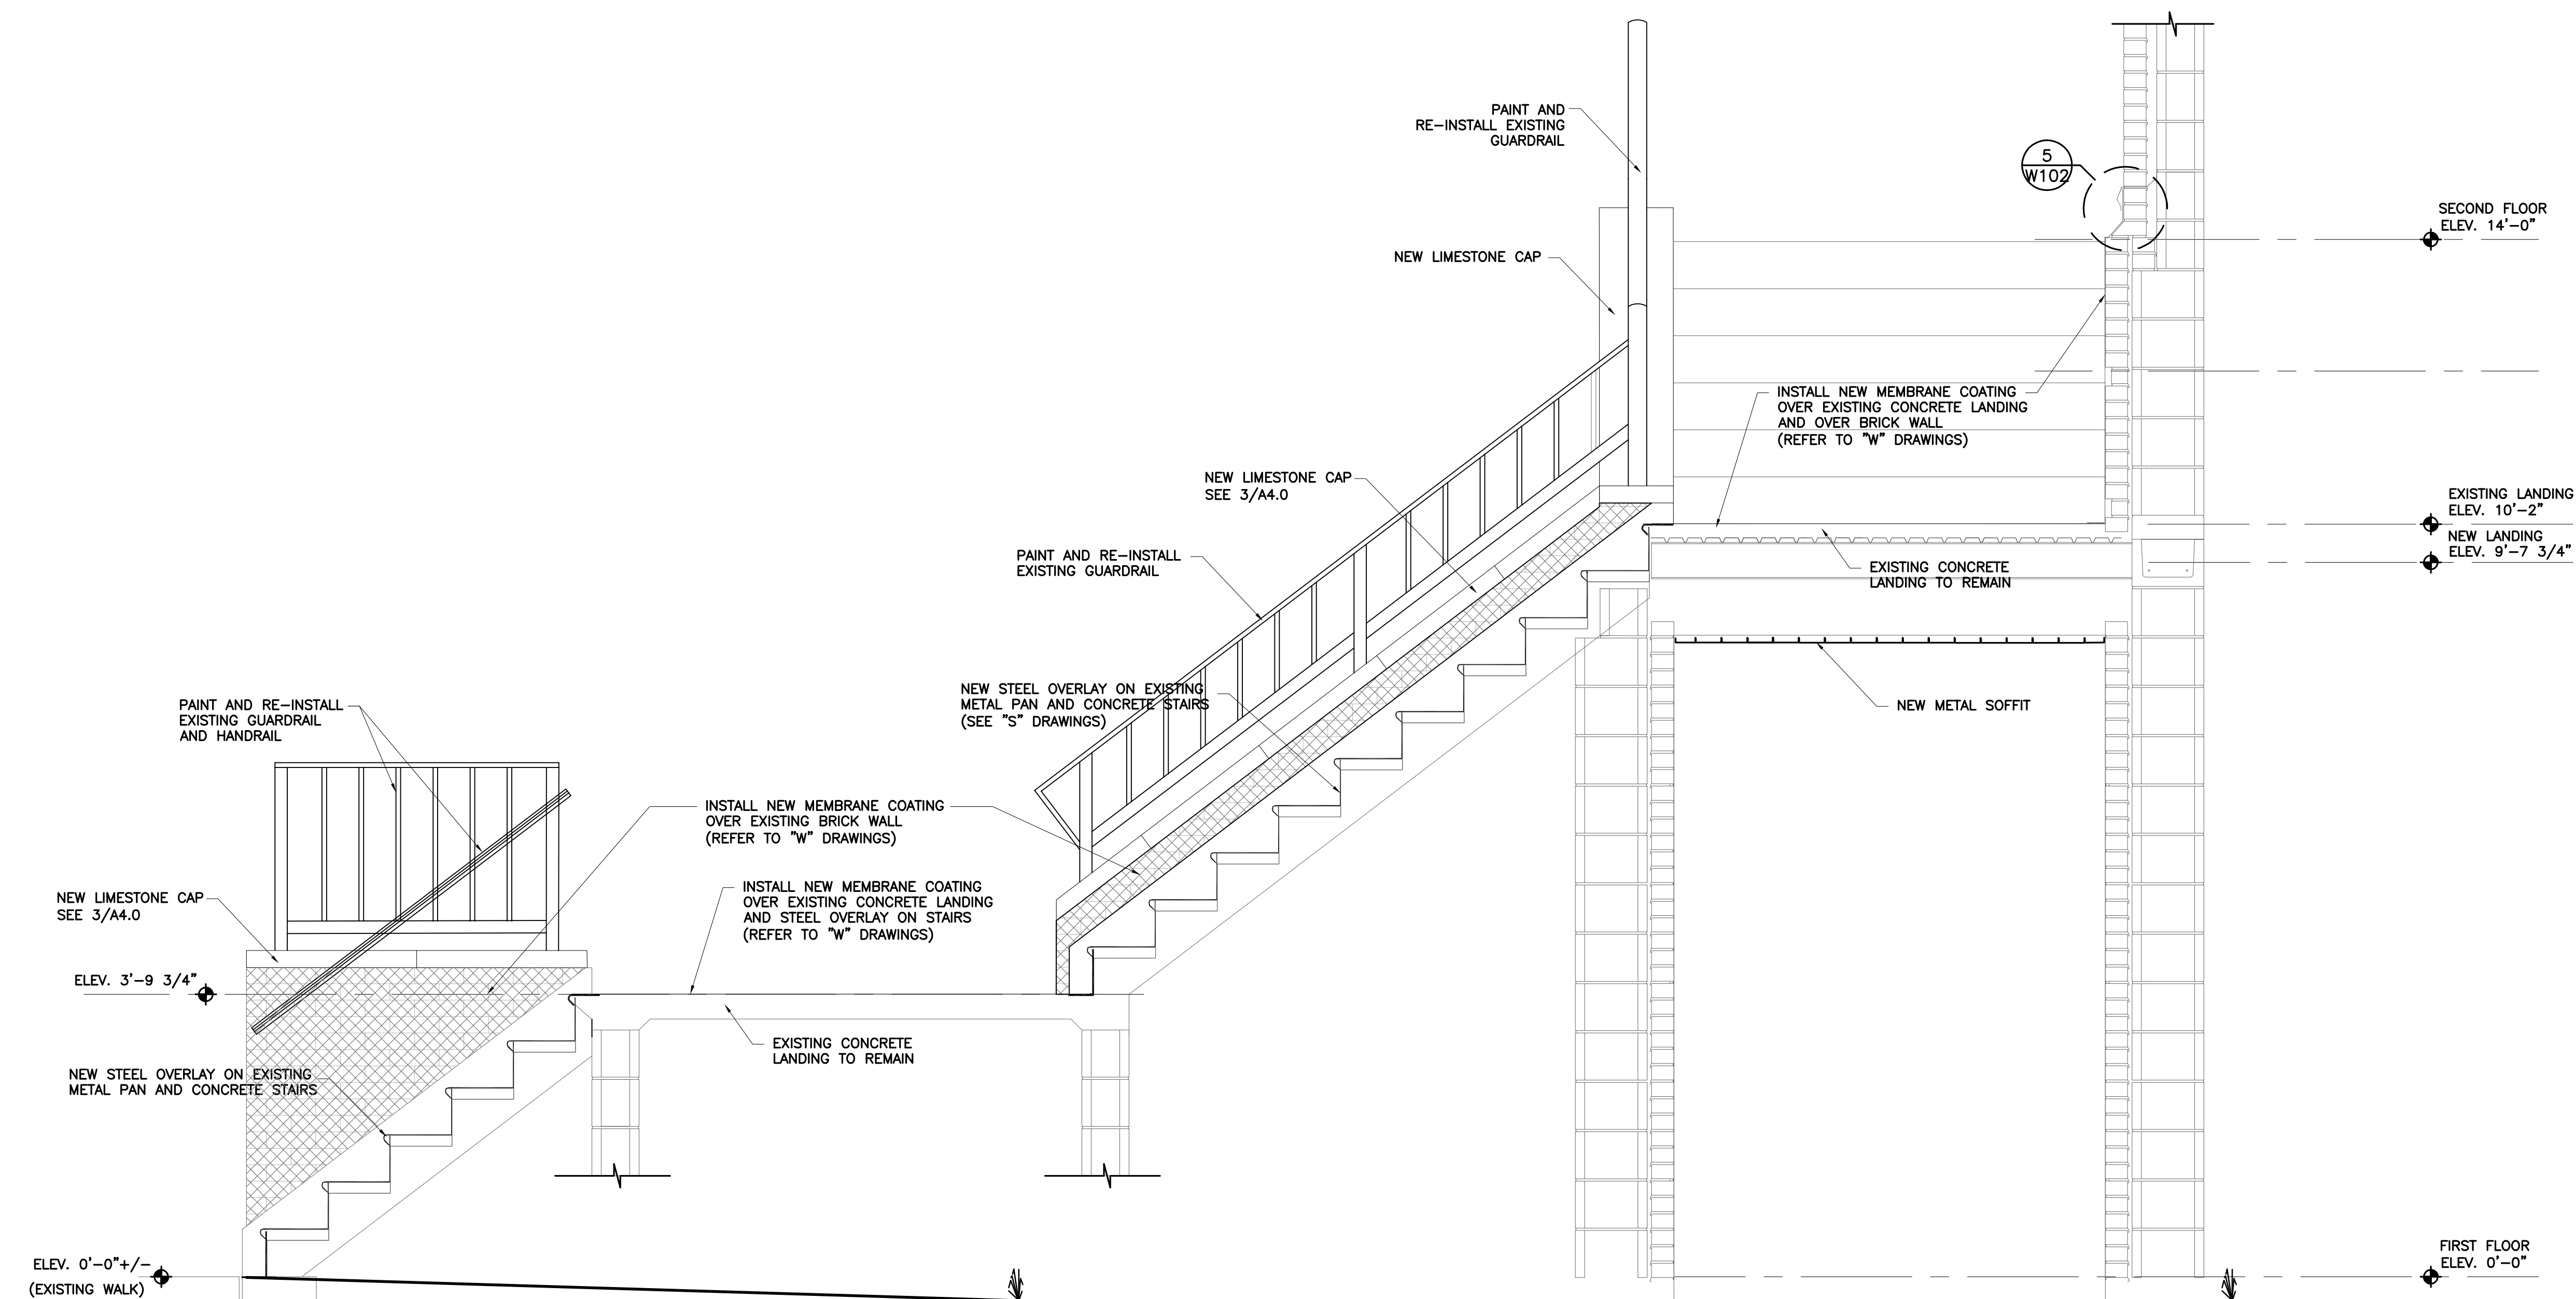 PAINT AND
RE-INSTALL EXISTING
GUARDRAIL
5
W102
SECOND FLOOR
ELEV. 14'-0"
NEW LIMESTONE CAP
INSTALL NEW MEMBRANE COATING
OVER EXISTING CONCRETE LANDING
AND OVER BRICK WALL
(REFER TO "W" DRAWINGS)
NEW LIMESTONE CAP
SEE 3/A4.0
EXISTING LANDING
ELEV. 10'-2"
NEW LANDING
ELEV. 9'-7 3/4"
PAINT AND RE-INSTALL
EXISTING GUARDRAIL
EXISTING CONCRETE
LANDING TO REMAIN
NEW STEEL OVERLAY ON EXISTING
METAL PAN AND CONCRETE STAIRS
(SEE "S" DRAWINGS)
NEW METAL SOFFIT
PAINT AND RE-INSTALL
EXISTING GUARDRAIL
AND HANDRAIL
INSTALL NEW MEMBRANE COATING
OVER EXISTING BRICK WALL
(REFER TO "W" DRAWINGS)
NEW LIMESTONE CAP
SEE 3/A4.0
INSTALL NEW MEMBRANE COATING
OVER EXISTING CONCRETE LANDING
AND STEEL OVERLAY ON STAIRS
(REFER TO "W" DRAWINGS)
ELEV. 3'-9 3/4"
EXISTING CONCRETE
LANDING TO REMAIN
NEW STEEL OVERLAY ON EXISTING
METAL PAN AND CONCRETE STAIRS
ELEV. 0'-0"+/-
(EXISTING WALK)
FIRST FLOOR
ELEV. 0'-0"